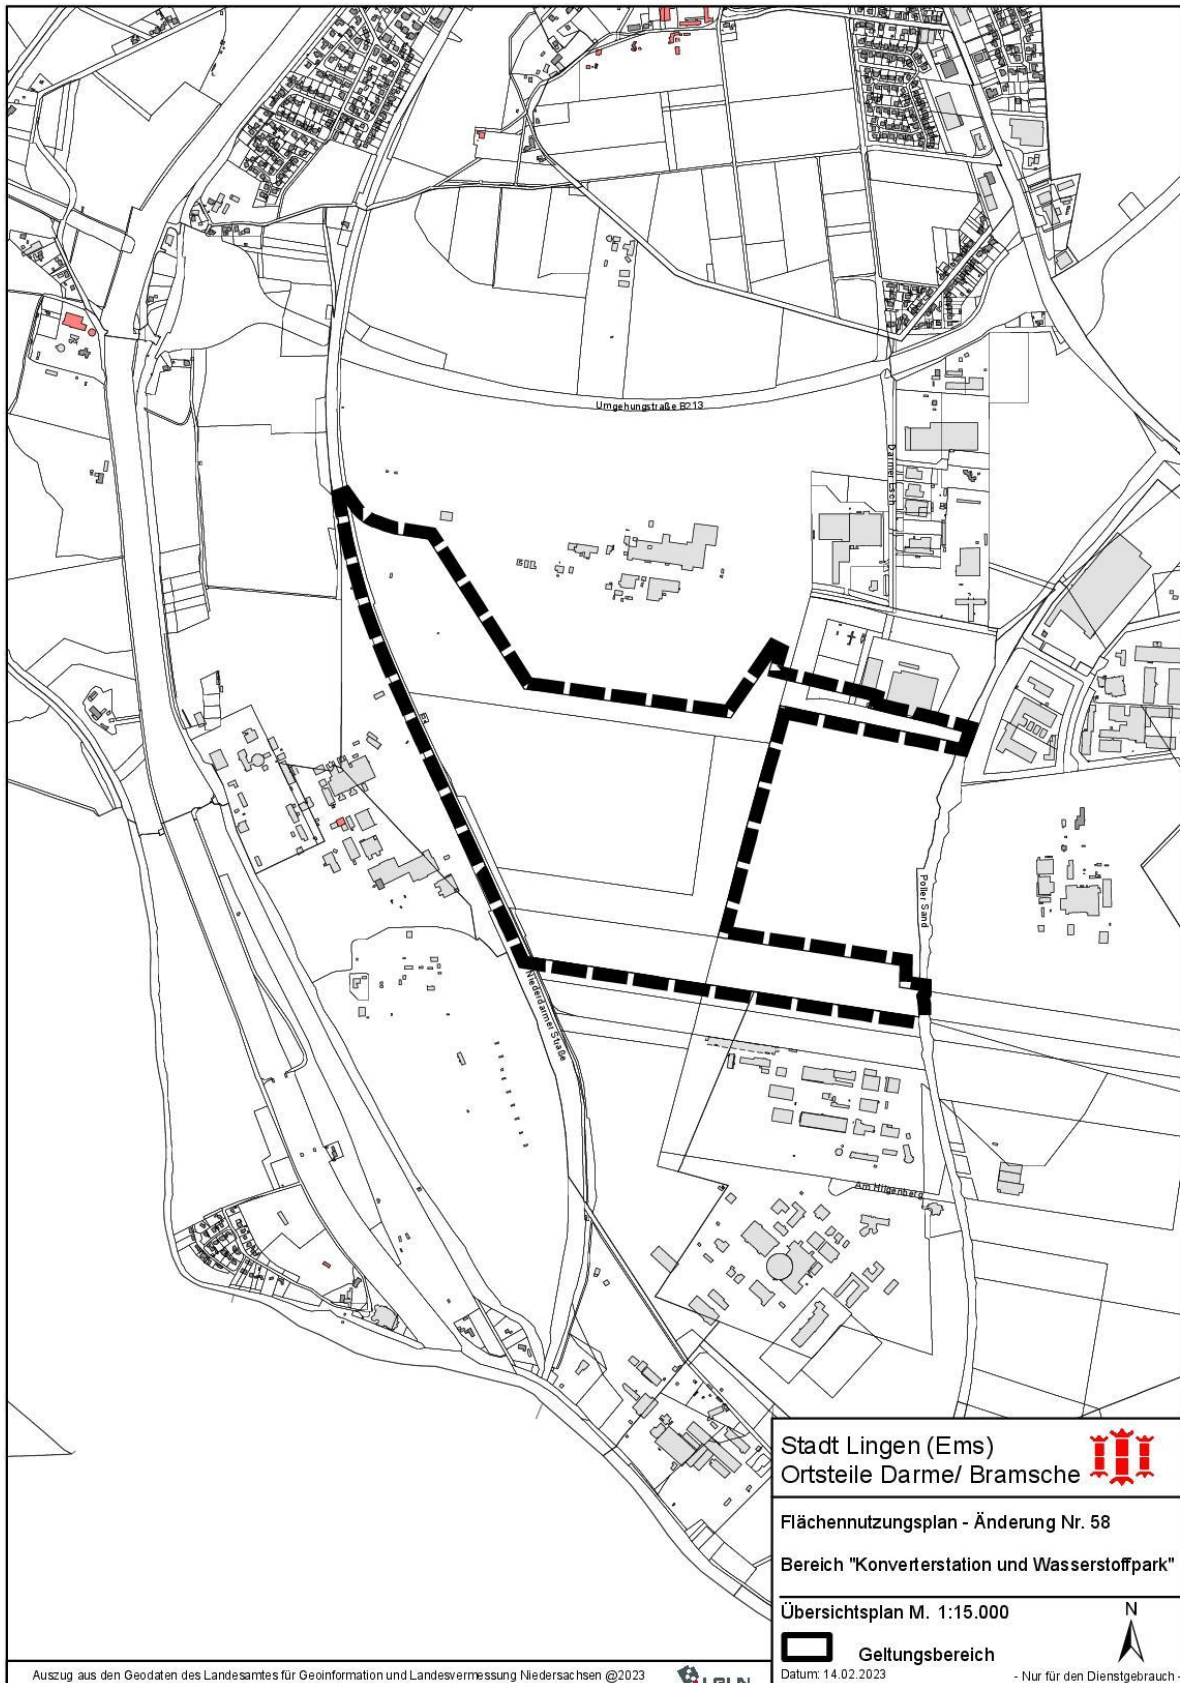 Umgehungstraße B213
Darmer Esch
Poller Sand
Niederdarmer Straße
Am Hilgenberg
Stadt Lingen (Ems)
Ortsteile Darme/ Bramsche
Flächennutzungsplan - Änderung Nr. 58
Bereich "Konverterstation und Wasserstoffpark"
Übersichtsplan M. 1:15.000
N
Geltungsbereich
Datum: 14.02.2023
- Nur für den Dienstgebrauch -
Auszug aus den Geodaten des Landesamtes für Geoinformation und Landesvermessung Niedersachsen @2023
LGLN